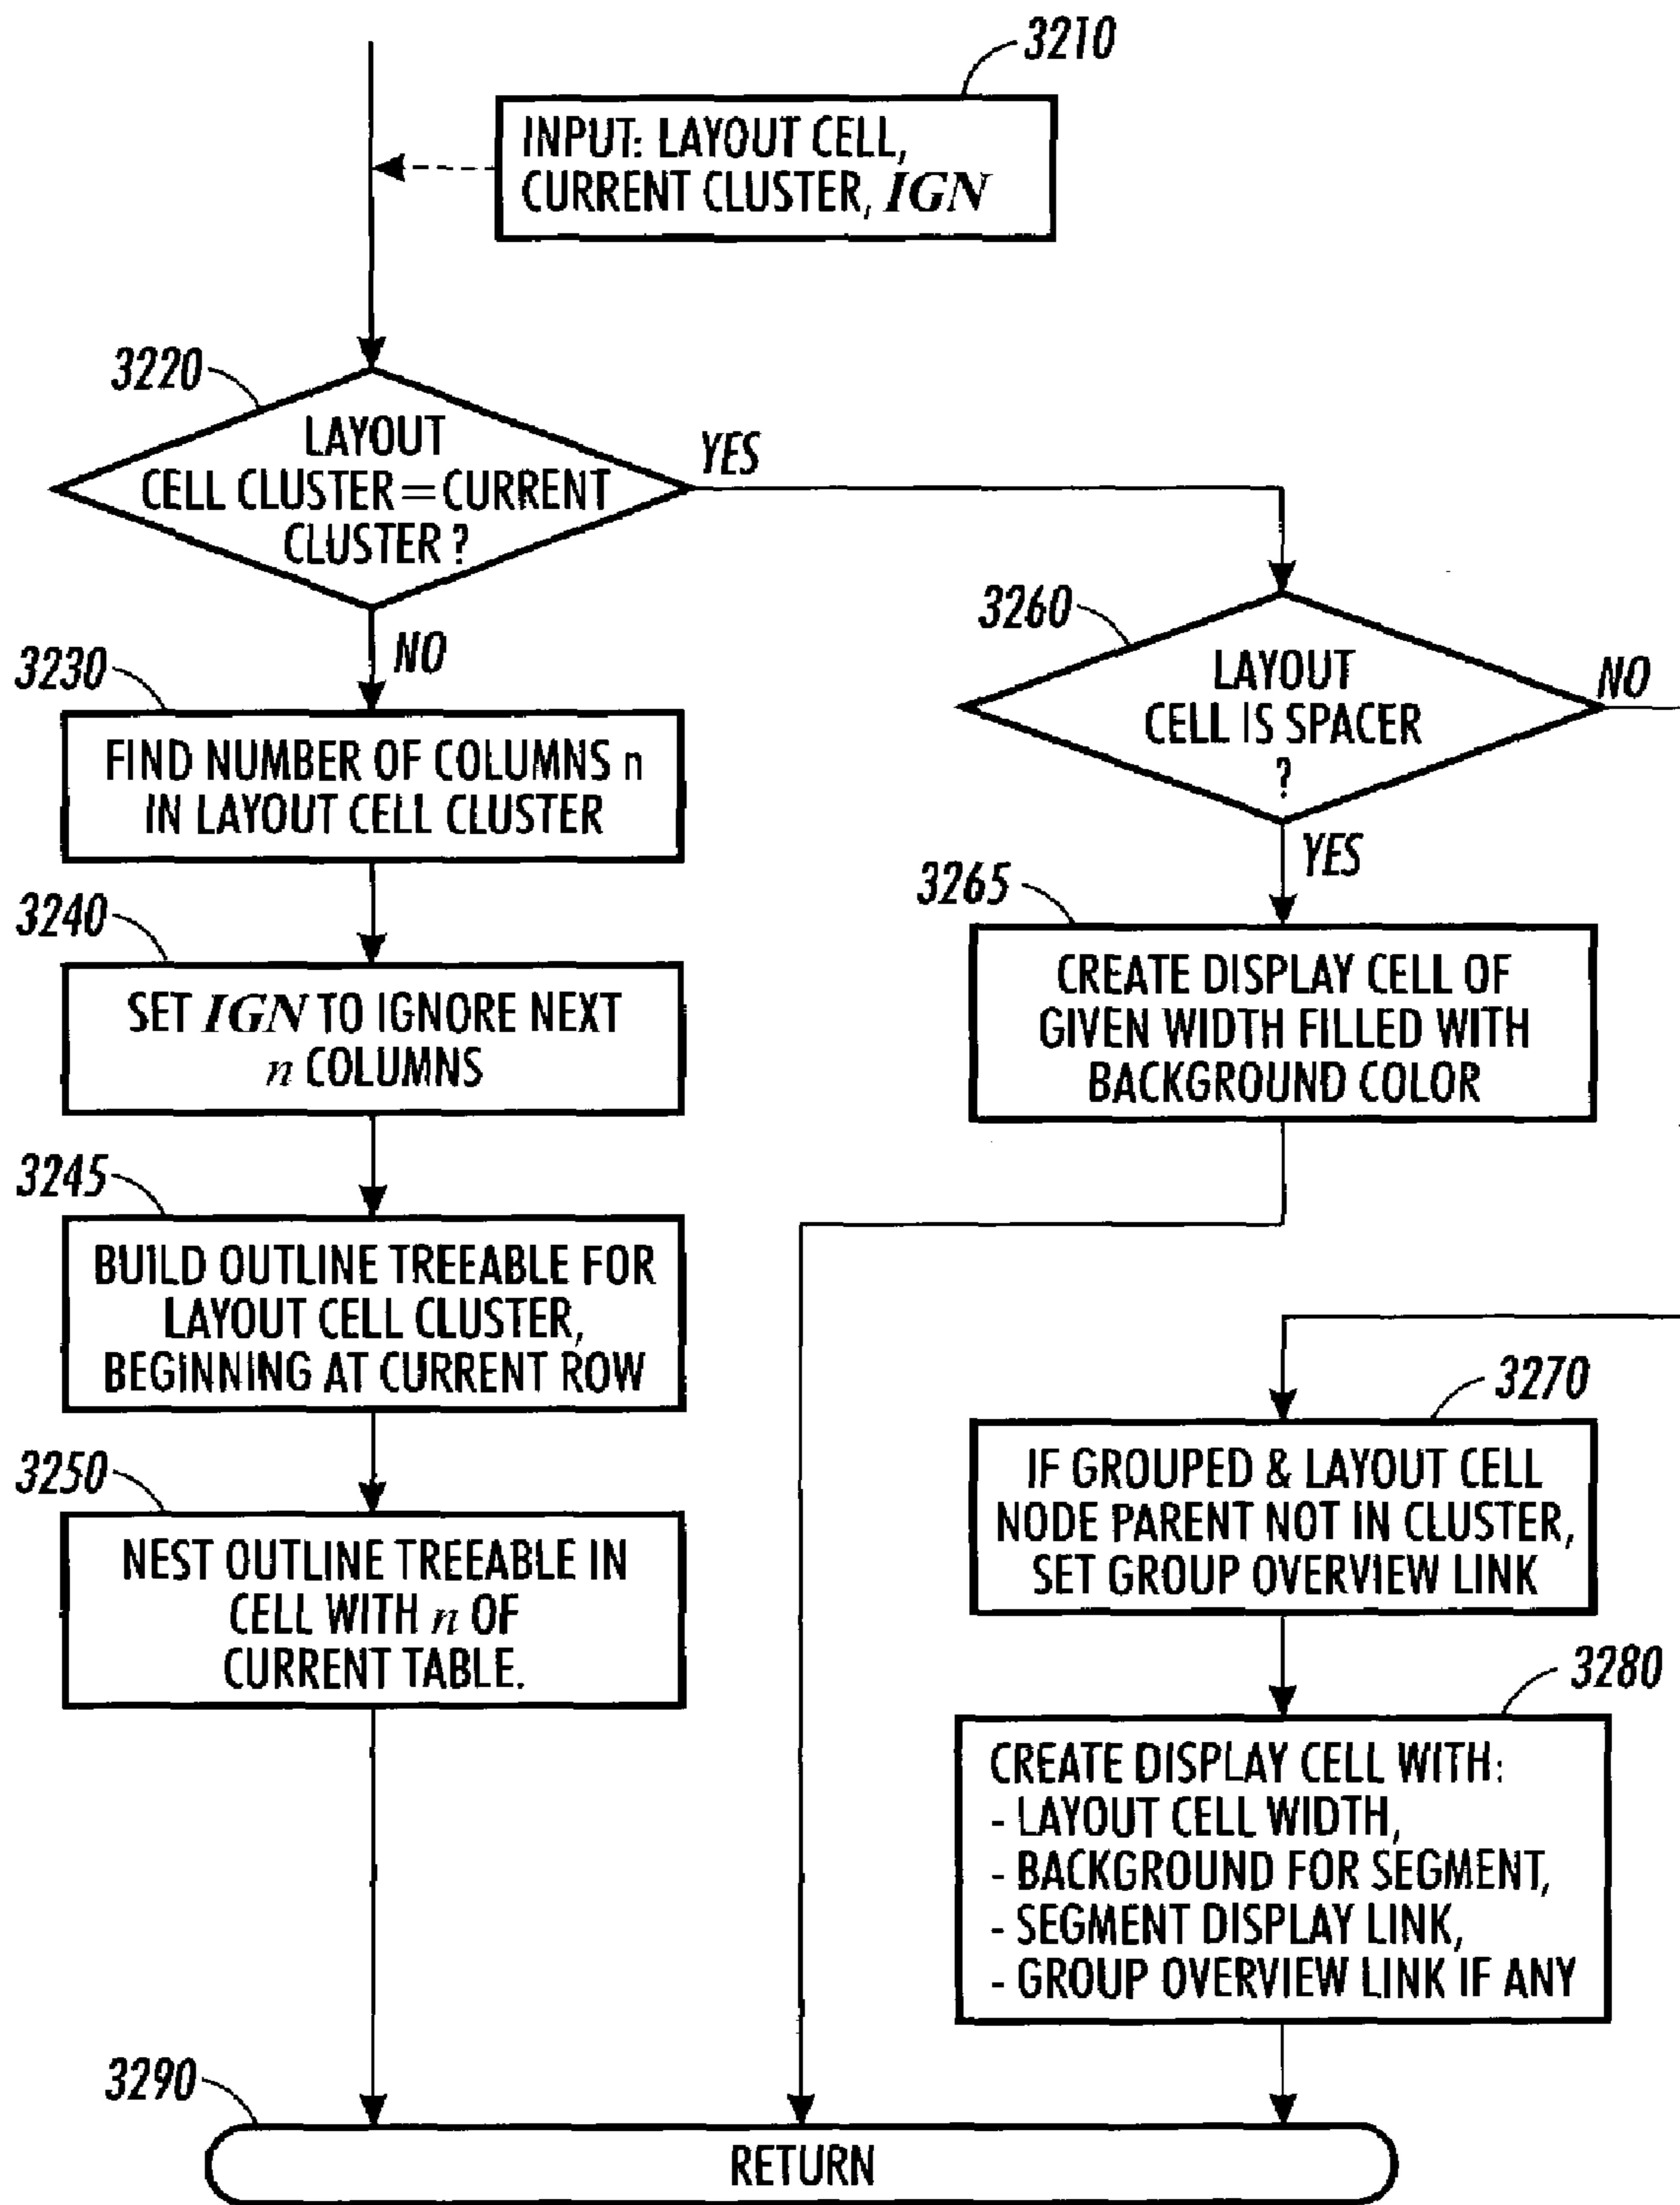 3210
INPUT: LAYOUT CELL,
CURRENT CLUSTER, IGN
3220
LAYOUT
CELL CLUSTER=CURRENT
CLUSTER?
YES
NO
3230
FIND NUMBER OF COLUMNS n
IN LAYOUT CELL CLUSTER
3240
SET IGN TO IGNORE NEXT
n COLUMNS
3245
BUILD OUTLINE TREEABLE FOR
LAYOUT CELL CLUSTER,
BEGINNING AT CURRENT ROW
3250
NEST OUTLINE TREEABLE IN
CELL WITH n OF
CURRENT TABLE.
3260
LAYOUT
CELL IS SPACER
?
NO
YES
3265
CREATE DISPLAY CELL OF
GIVEN WIDTH FILLED WITH
BACKGROUND COLOR
3270
IF GROUPED & LAYOUT CELL
NODE PARENT NOT IN CLUSTER,
SET GROUP OVERVIEW LINK
3280
CREATE DISPLAY CELL WITH:
- LAYOUT CELL WIDTH,
- BACKGROUND FOR SEGMENT,
- SEGMENT DISPLAY LINK,
- GROUP OVERVIEW LINK IF ANY
3290
RETURN